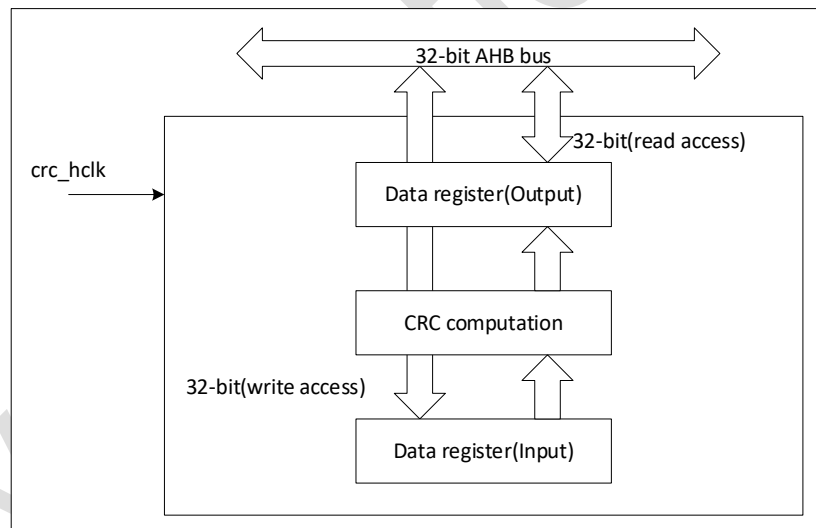 32-bit AHB bus
32-bit(read access)
crc_hclk
Data register(Output)
CRC computation
32-bit(write access)
Data register(Input)